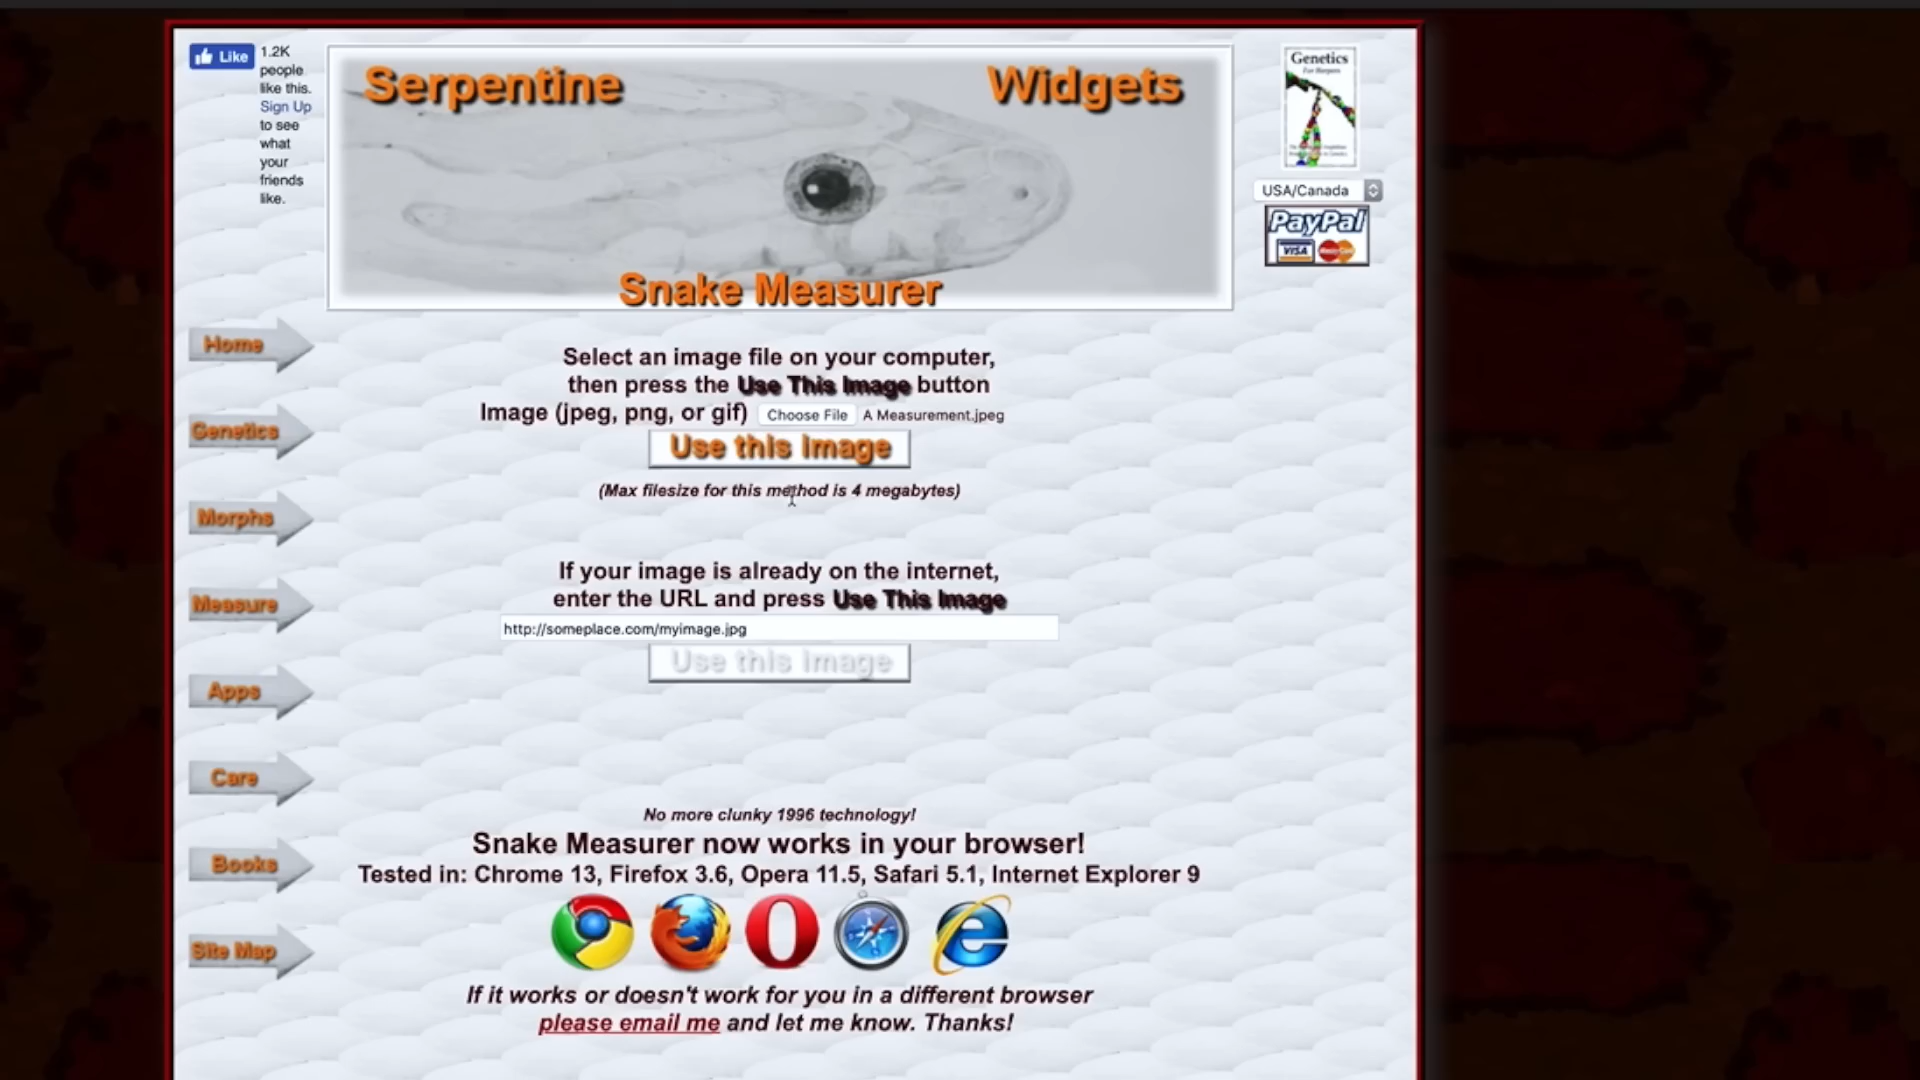 Like
1.2K
people
like this.
Sign Up
to see
what
your
friends
like.
Serpentine Widgets
Snake Measurer
Genetics
For Herpers
USA/Canada
PayPal
VISA
Home
Genetics
Morphs
Measure
Apps
Care
Books
Site Map
Select an image file on your computer,
then press the Use This Image button
Image (jpeg, png, or gif) Choose File A Measurement.jpeg
Use this Image
(Max filesize for this method is 4 megabytes)
If your image is already on the internet,
enter the URL and press Use This Image
http://someplace.com/myimage.jpg
Use this Image
No more clunky 1996 technology!
Snake Measurer now works in your browser!
Tested in: Chrome 13, Firefox 3.6, Opera 11.5, Safari 5.1, Internet Explorer 9
If it works or doesn't work for you in a different browser
please email me and let me know. Thanks!